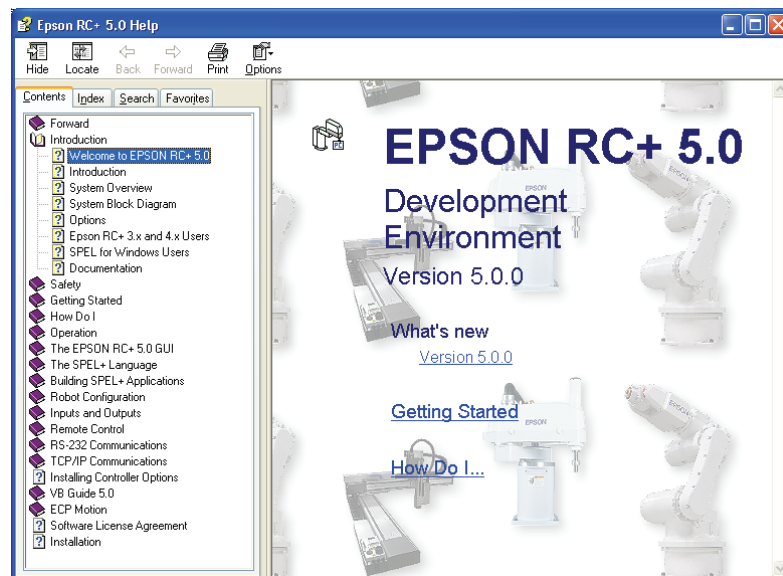 Epson RC+ 5.0 Help
Hide Locate Back Forward Print Options
Contents Index Search Favorites
Forward
Introduction
Welcome to EPSON RC+ 5.0
Introduction
System Overview
System Block Diagram
Options
Epson RC+ 3.x and 4.x Users
SPEL for Windows Users
Documentation
Safety
Getting Started
How Do I
Operation
The EPSON RC+ 5.0 GUI
The SPEL+ Language
Building SPEL+ Applications
Robot Configuration
Inputs and Outputs
Remote Control
RS-232 Communications
TCP/IP Communications
Installing Controller Options
VB Guide 5.0
ECP Motion
Software License Agreement
Installation
EPSON RC+ 5.0
Development
Environment
Version 5.0.0
What's new
Version 5.0.0
Getting Started
How Do I...
EPSON
EPSON